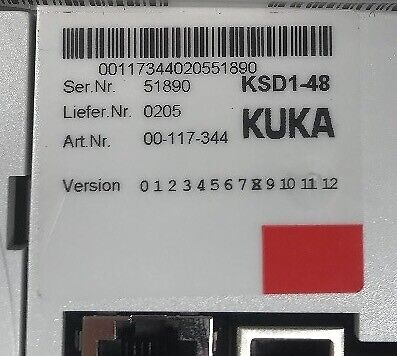 00117344020551890
Ser.Nr. 51890 KSD1-48
Liefer.Nr. 0205 KUKA
Art.Nr. 00-117-344
Version 0 1 2 3 4 5 6 7 8 9 10 11 12